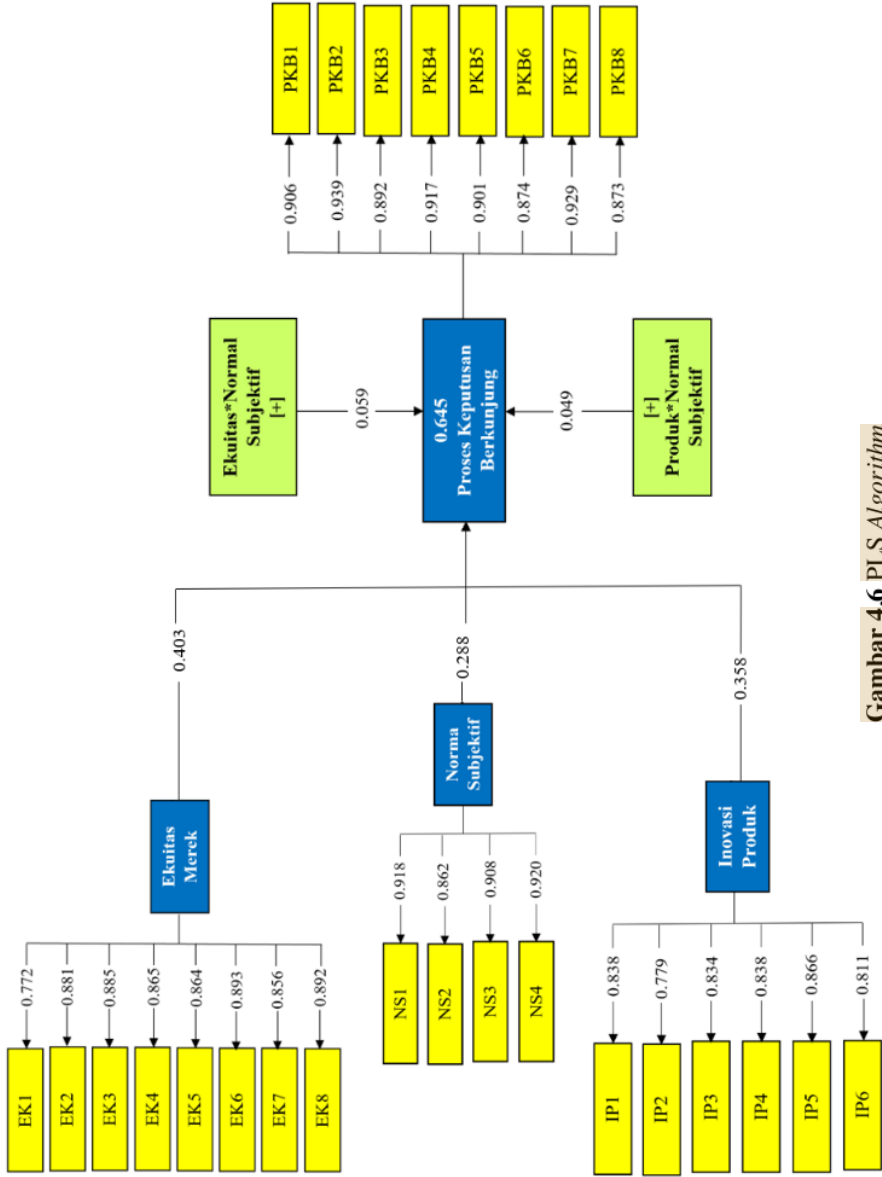 EK1
EK2
EK3
EK4
EK5
EK6
EK7
EK8
0.772
0.881
0.885
0.865
0.864
0.893
0.856
0.892
Ekuitas
Merek
0.403
NS1
NS2
NS3
NS4
0.918
0.862
0.908
0.920
Norma
Subjektif
0.288
IP1
IP2
IP3
IP4
IP5
IP6
0.838
0.779
0.834
0.838
0.866
0.811
Inovasi
Produk
0.358
Ekuitas*Normal
Subjektif
[+]
0.059
0.645
Proses Keputusan
Berkunjung
0.049
[+]
Produk*Normal
Subjektif
0.906
0.939
0.892
0.917
0.901
0.874
0.929
0.873
PKB1
PKB2
PKB3
PKB4
PKB5
PKB6
PKB7
PKB8
Gambar 4.6 PLS Algorithm